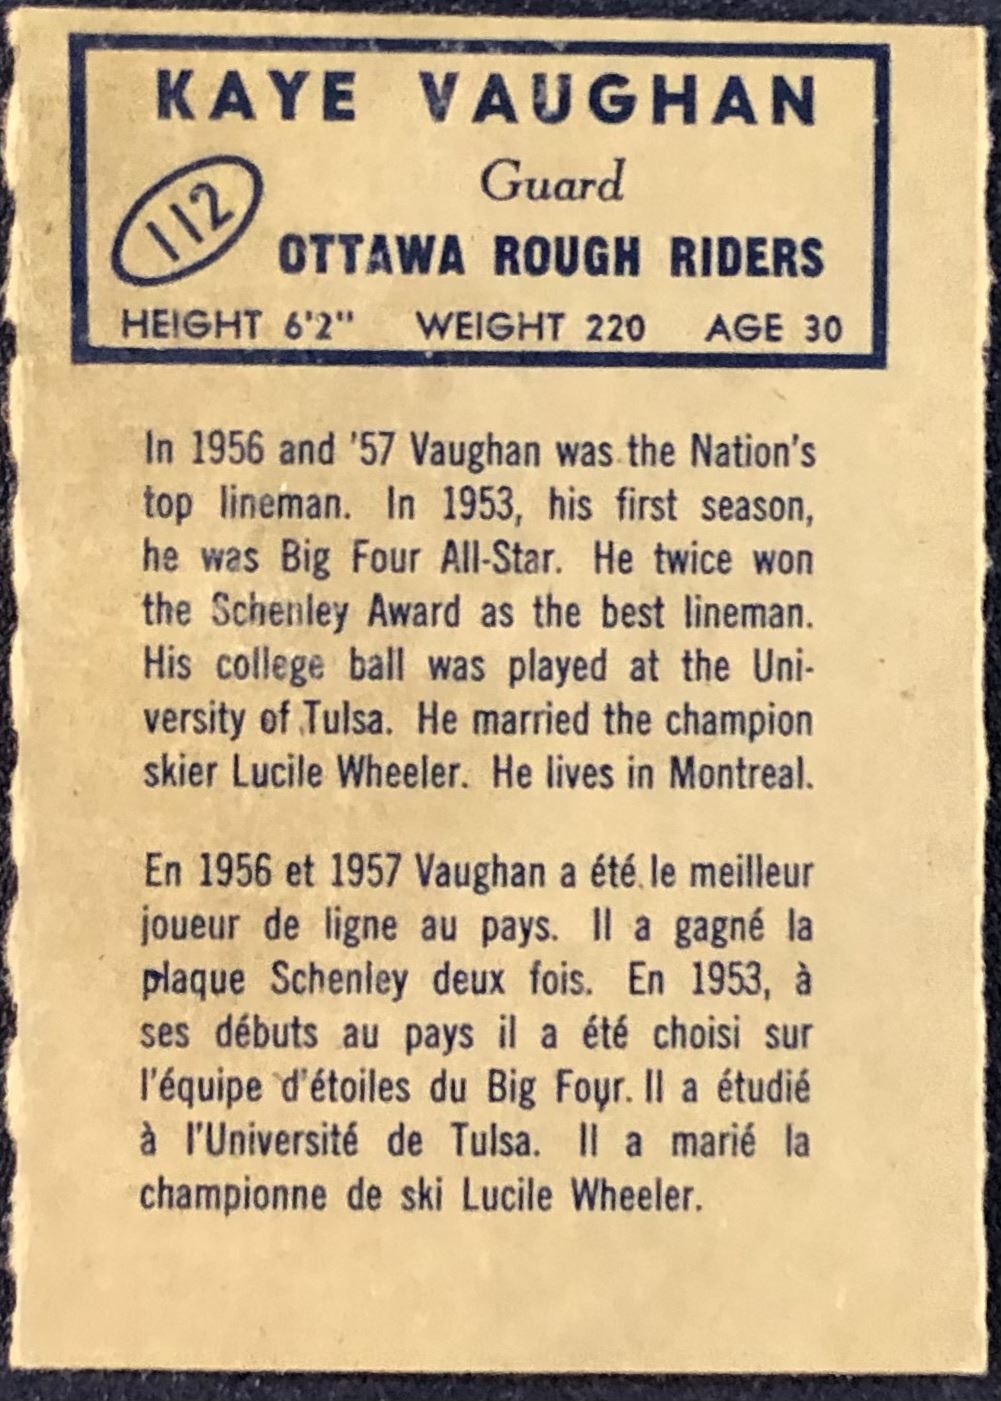 KAYE VAUGHAN
Guard
112
OTTAWA ROUGH RIDERS
HEIGHT 6'2" WEIGHT 220 AGE 30
In 1956 and '57 Vaughan was the Nation's
top lineman. In 1953, his first season,
he was Big Four All-Star. He twice won
the Schenley Award as the best lineman.
His college ball was played at the Uni-
versity of Tulsa. He married the champion
skier Lucile Wheeler. He lives in Montreal.
En 1956 et 1957 Vaughan a été le meilleur
joueur de ligne au pays. Il a gagné la
plaque Schenley deux fois. En 1953, à
ses débuts au pays il a été choisi sur
l'équipe d'étoiles du Big Four. Il a étudié
à l'Université de Tulsa. Il a marié la
championne de ski Lucile Wheeler.